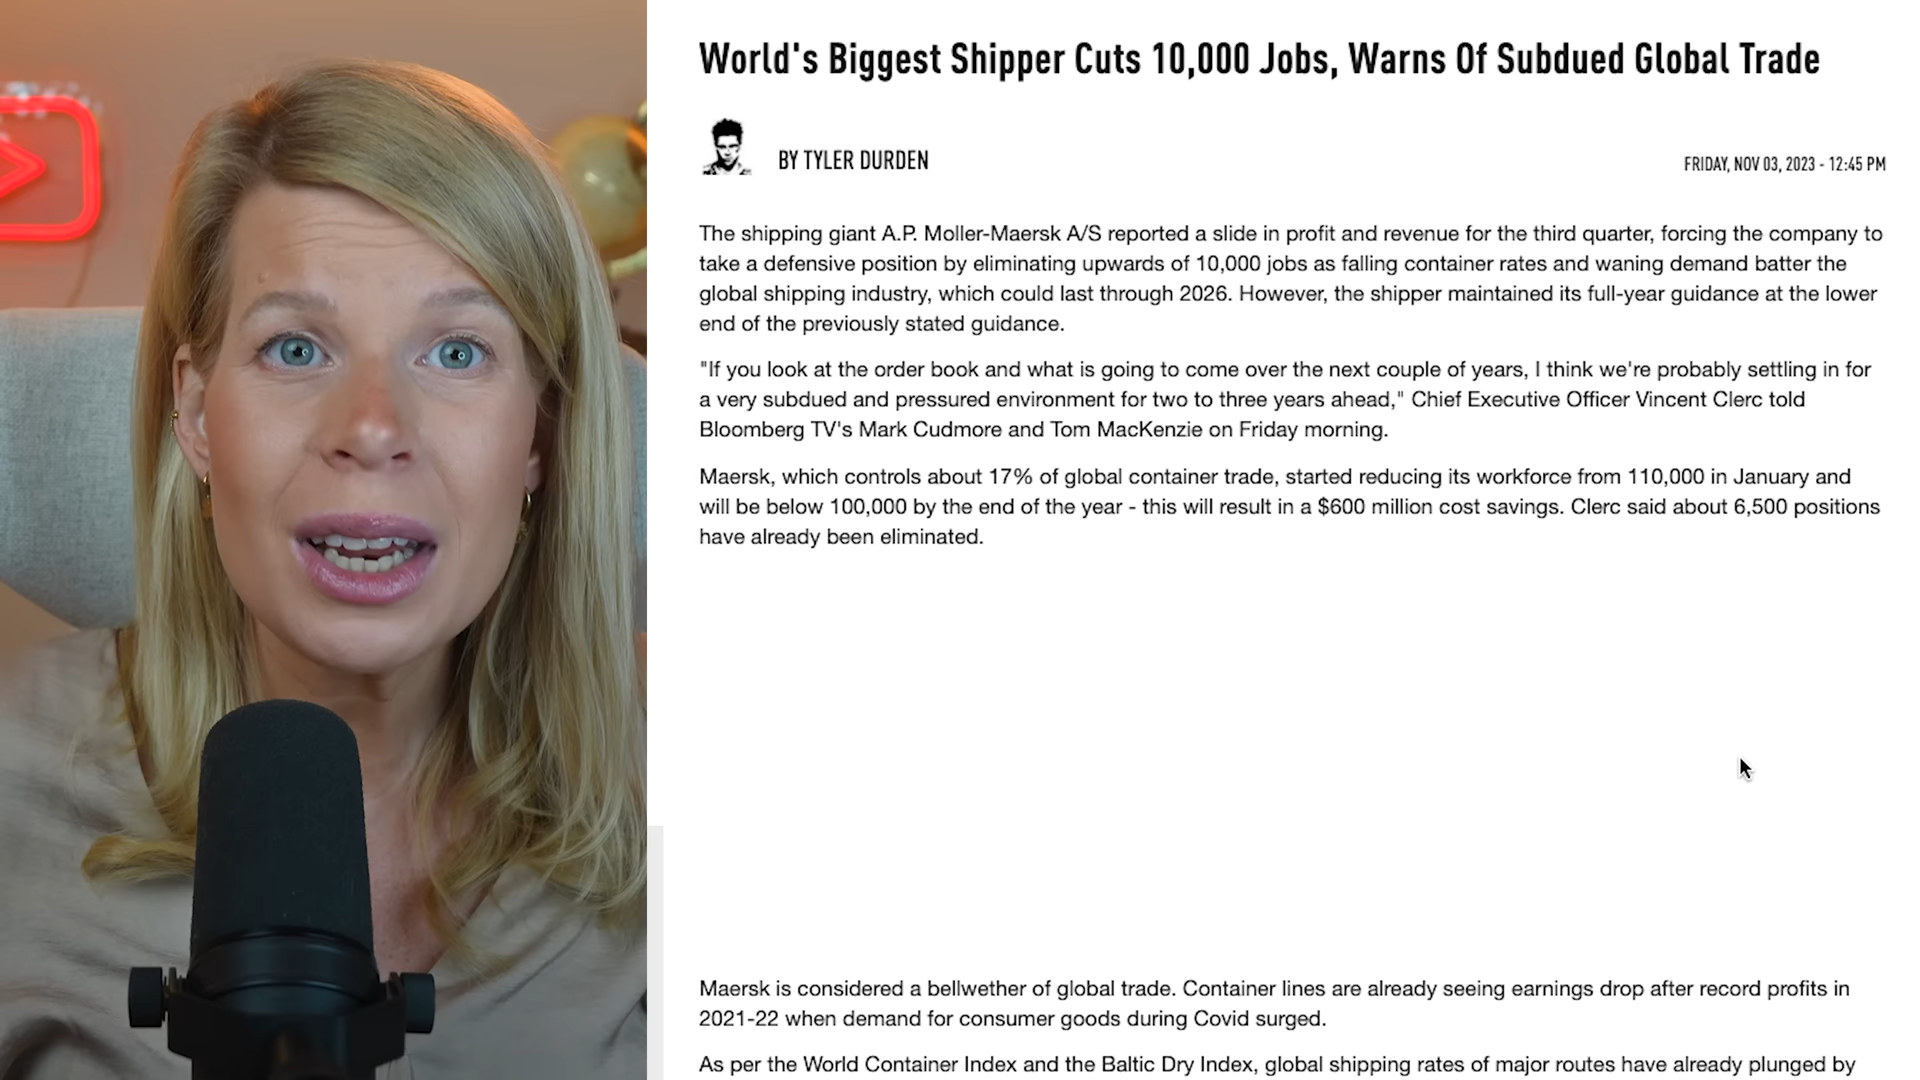 World's Biggest Shipper Cuts 10,000 Jobs, Warns Of Subdued Global Trade
BY TYLER DURDEN
FRIDAY, NOV 03, 2023 - 12:45 PM
The shipping giant A.P. Moller-Maersk A/S reported a slide in profit and revenue for the third quarter, forcing the company to
take a defensive position by eliminating upwards of 10,000 jobs as falling container rates and waning demand batter the
global shipping industry, which could last through 2026. However, the shipper maintained its full-year guidance at the lower
end of the previously stated guidance.
"If you look at the order book and what is going to come over the next couple of years, I think we're probably settling in for
a very subdued and pressured environment for two to three years ahead," Chief Executive Officer Vincent Clerc told
Bloomberg TV's Mark Cudmore and Tom MacKenzie on Friday morning.
Maersk, which controls about 17% of global container trade, started reducing its workforce from 110,000 in January and
will be below 100,000 by the end of the year - this will result in a $600 million cost savings. Clerc said about 6,500 positions
have already been eliminated.
Maersk is considered a bellwether of global trade. Container lines are already seeing earnings drop after record profits in
2021-22 when demand for consumer goods during Covid surged.
As per the World Container Index and the Baltic Dry Index, global shipping rates of major routes have already plunged by